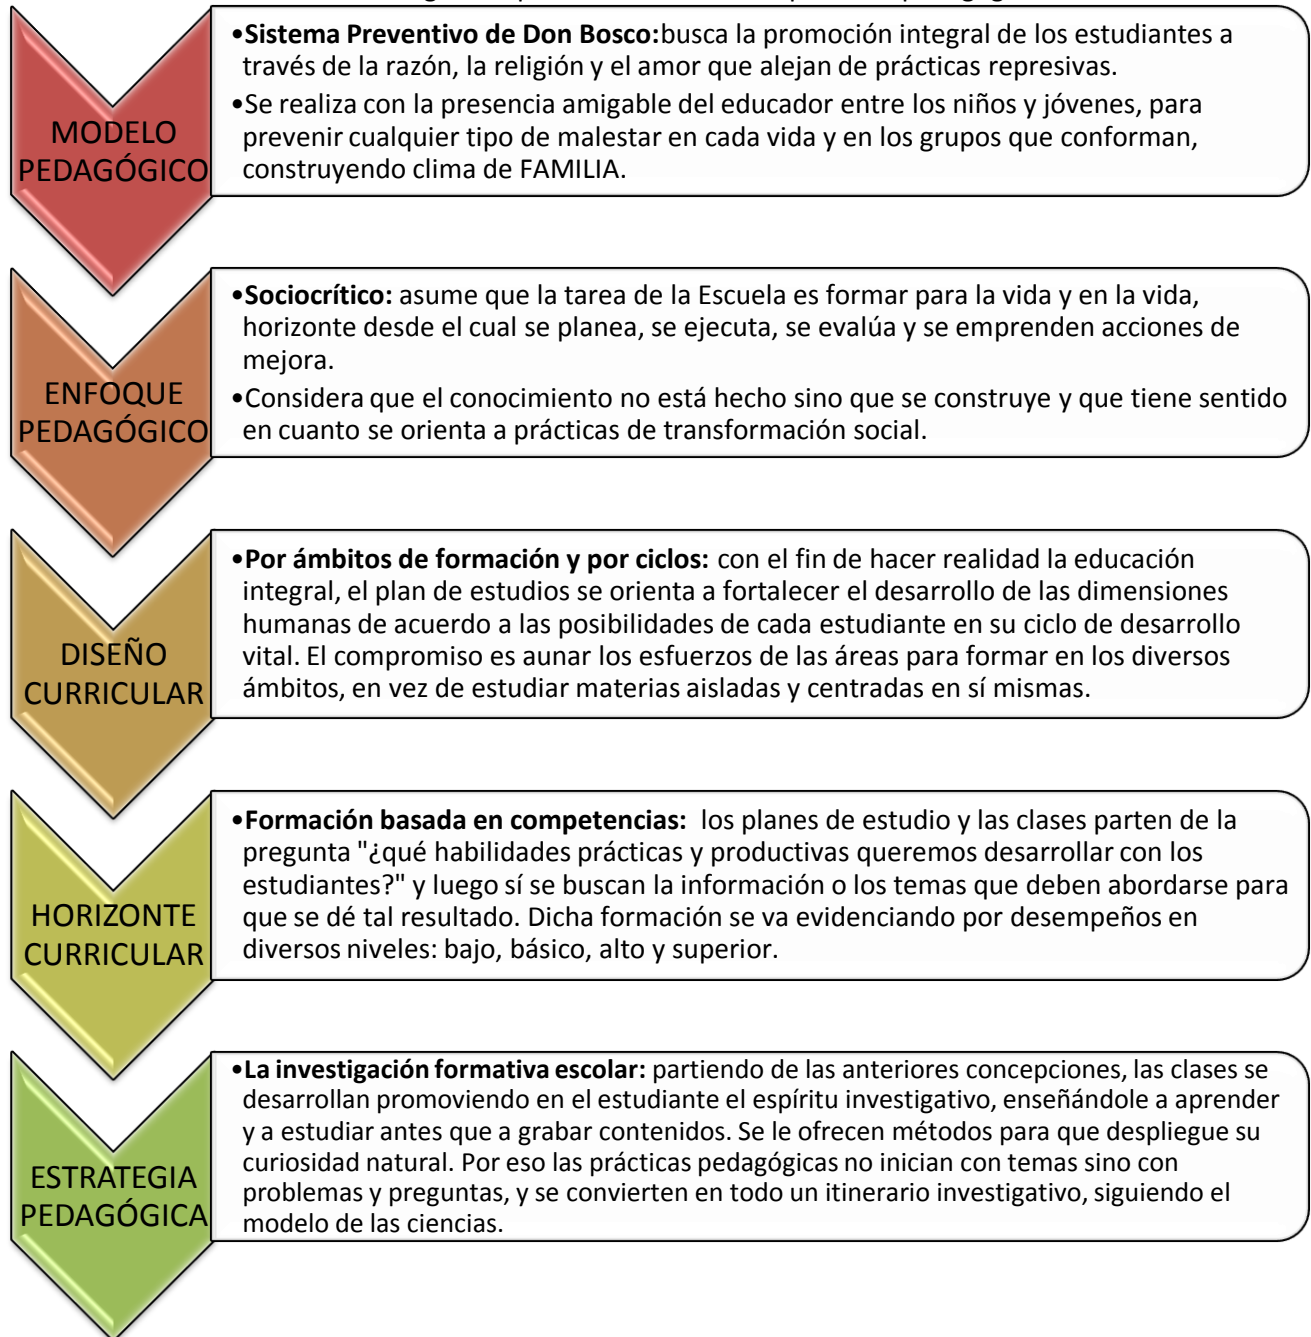 MODELO
PEDAGÓGICO
•Sistema Preventivo de Don Bosco:busca la promoción integral de los estudiantes a
través de la razón, la religión y el amor que alejan de prácticas represivas.
•Se realiza con la presencia amigable del educador entre los niños y jóvenes, para
prevenir cualquier tipo de malestar en cada vida y en los grupos que conforman,
construyendo clima de FAMILIA.
ENFOQUE
PEDAGÓGICO
•Sociocrítico: asume que la tarea de la Escuela es formar para la vida y en la vida,
horizonte desde el cual se planea, se ejecuta, se evalúa y se emprenden acciones de
mejora.
•Considera que el conocimiento no está hecho sino que se construye y que tiene sentido
en cuanto se orienta a prácticas de transformación social.
DISEÑO
CURRICULAR
•Por ámbitos de formación y por ciclos: con el fin de hacer realidad la educación
integral, el plan de estudios se orienta a fortalecer el desarrollo de las dimensiones
humanas de acuerdo a las posibilidades de cada estudiante en su ciclo de desarrollo
vital. El compromiso es aunar los esfuerzos de las áreas para formar en los diversos
ámbitos, en vez de estudiar materias aisladas y centradas en sí mismas.
HORIZONTE
CURRICULAR
•Formación basada en competencias: los planes de estudio y las clases parten de la
pregunta "¿qué habilidades prácticas y productivas queremos desarrollar con los
estudiantes?" y luego sí se buscan la información o los temas que deben abordarse para
que se dé tal resultado. Dicha formación se va evidenciando por desempeños en
diversos niveles: bajo, básico, alto y superior.
ESTRATEGIA
PEDAGÓGICA
•La investigación formativa escolar: partiendo de las anteriores concepciones, las clases se
desarrollan promoviendo en el estudiante el espíritu investigativo, enseñándole a aprender
y a estudiar antes que a grabar contenidos. Se le ofrecen métodos para que despliegue su
curiosidad natural. Por eso las prácticas pedagógicas no inician con temas sino con
problemas y preguntas, y se convierten en todo un itinerario investigativo, siguiendo el
modelo de las ciencias.